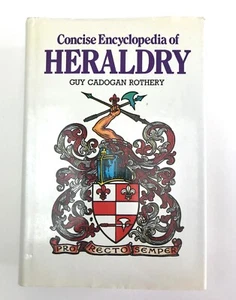 Concise Encyclopedia of
HERALDRY
GUY CADOGAN ROTHERY
PRO RECTO SEMPER